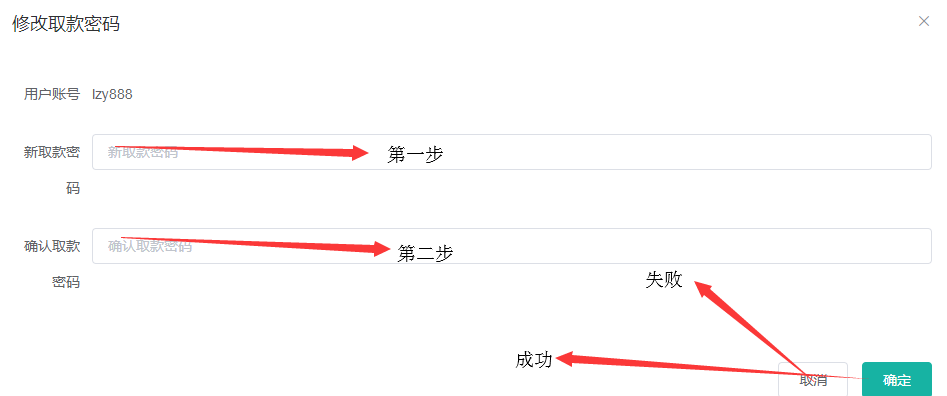 修改取款密码
用户账号 lzy888
新取款密码 新取款密码 第一步
确认取款密码 确认取款密码 第二步
失败
成功
取消 确定